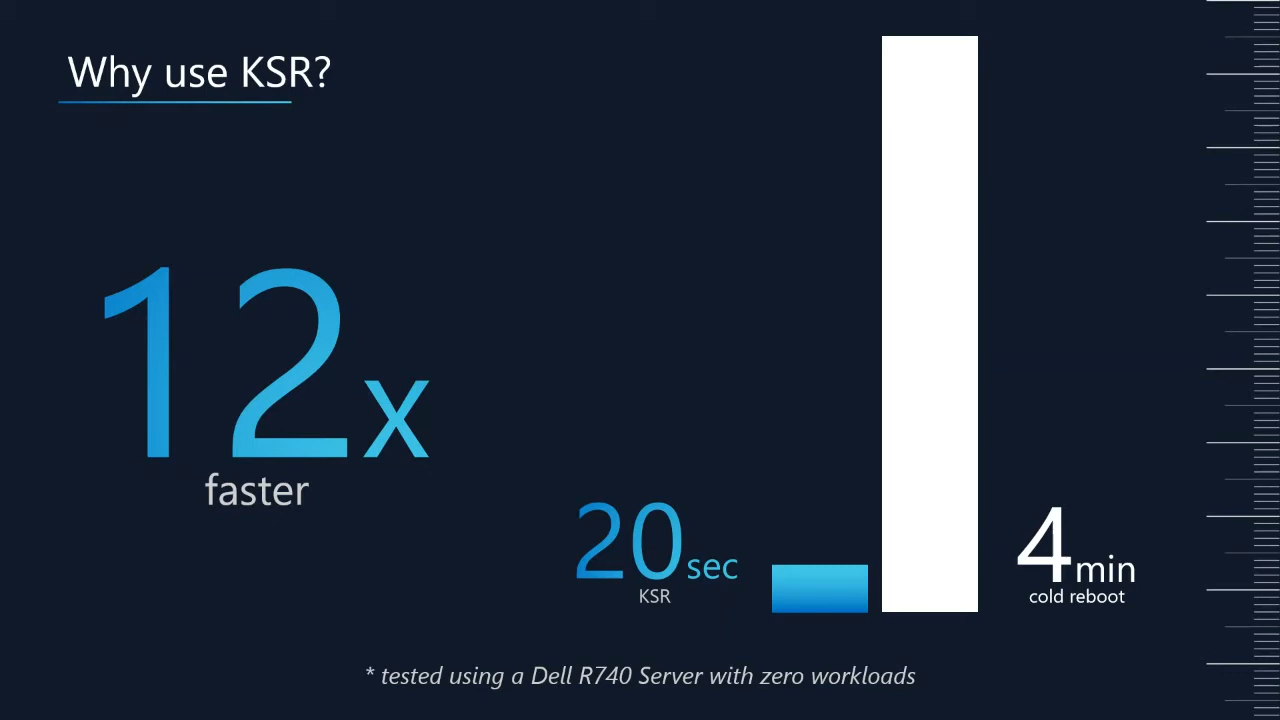 Why use KSR?
12x
faster
20sec
KSR
4min
cold reboot
* tested using a Dell R740 Server with zero workloads